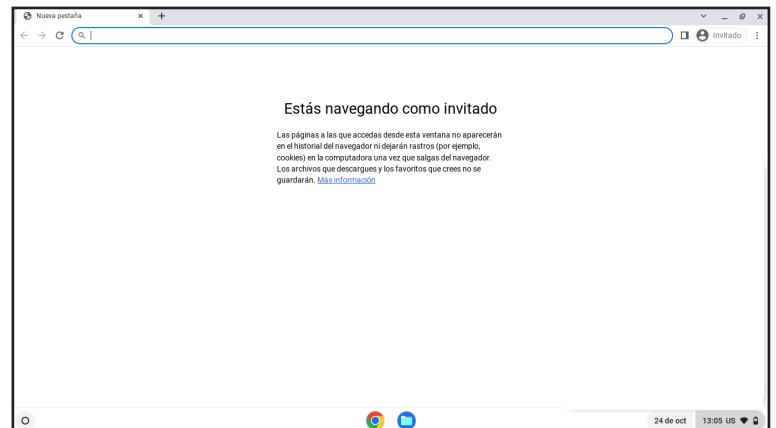 Nueva pestaña
Invitado
Estás navegando como invitado
Las páginas a las que accedas desde esta ventana no aparecerán
en el historial del navegador ni dejarán rastros (por ejemplo,
cookies) en la computadora una vez que salgas del navegador.
Los archivos que descargues y los favoritos que crees no se
guardarán. Más información
24 de oct 13:05 US